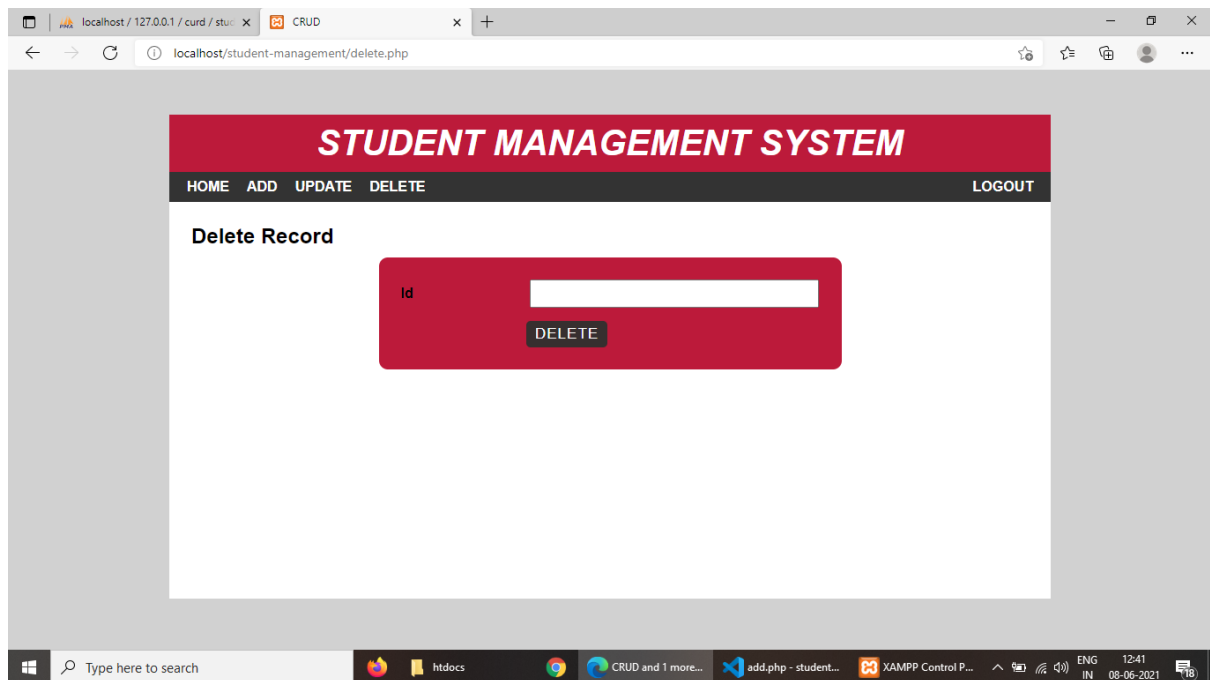 localhost / 127.0.0.1 / curd / stud
CRUD
localhost/student-management/delete.php
STUDENT MANAGEMENT SYSTEM
HOME ADD UPDATE DELETE LOGOUT
Delete Record
Id
DELETE
Type here to search
htdocs
CRUD and 1 more...
add.php - student...
XAMPP Control P...
ENG
IN
12:41
08-06-2021
18